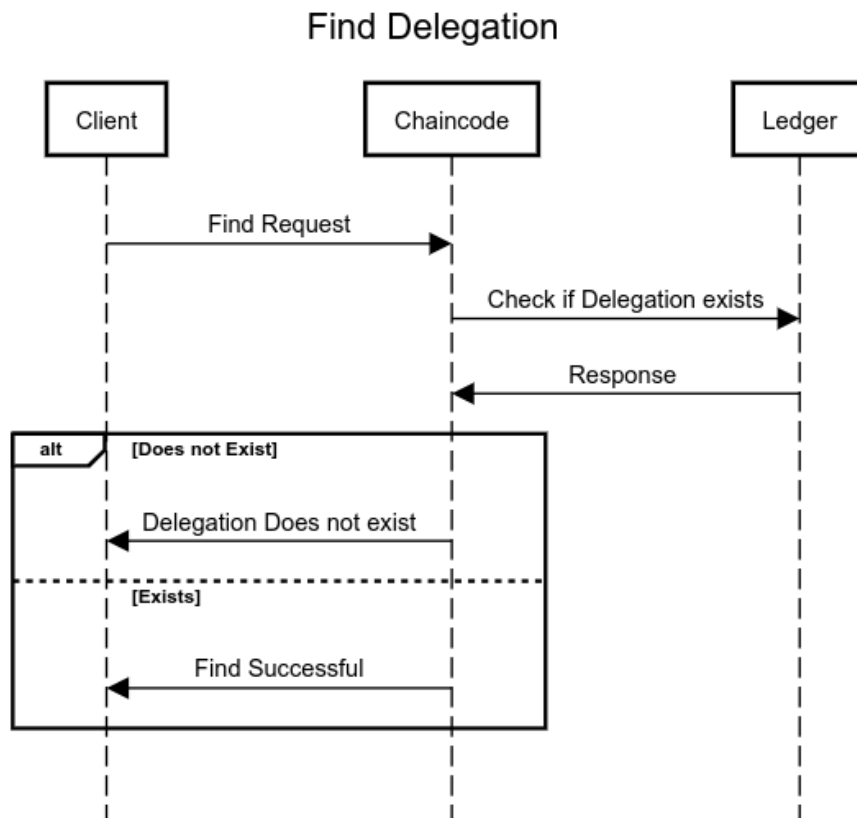 Find Delegation
Client
Chaincode
Ledger
Find Request
Check if Delegation exists
Response
alt
[Does not Exist]
Delegation Does not exist
[Exists]
Find Successful